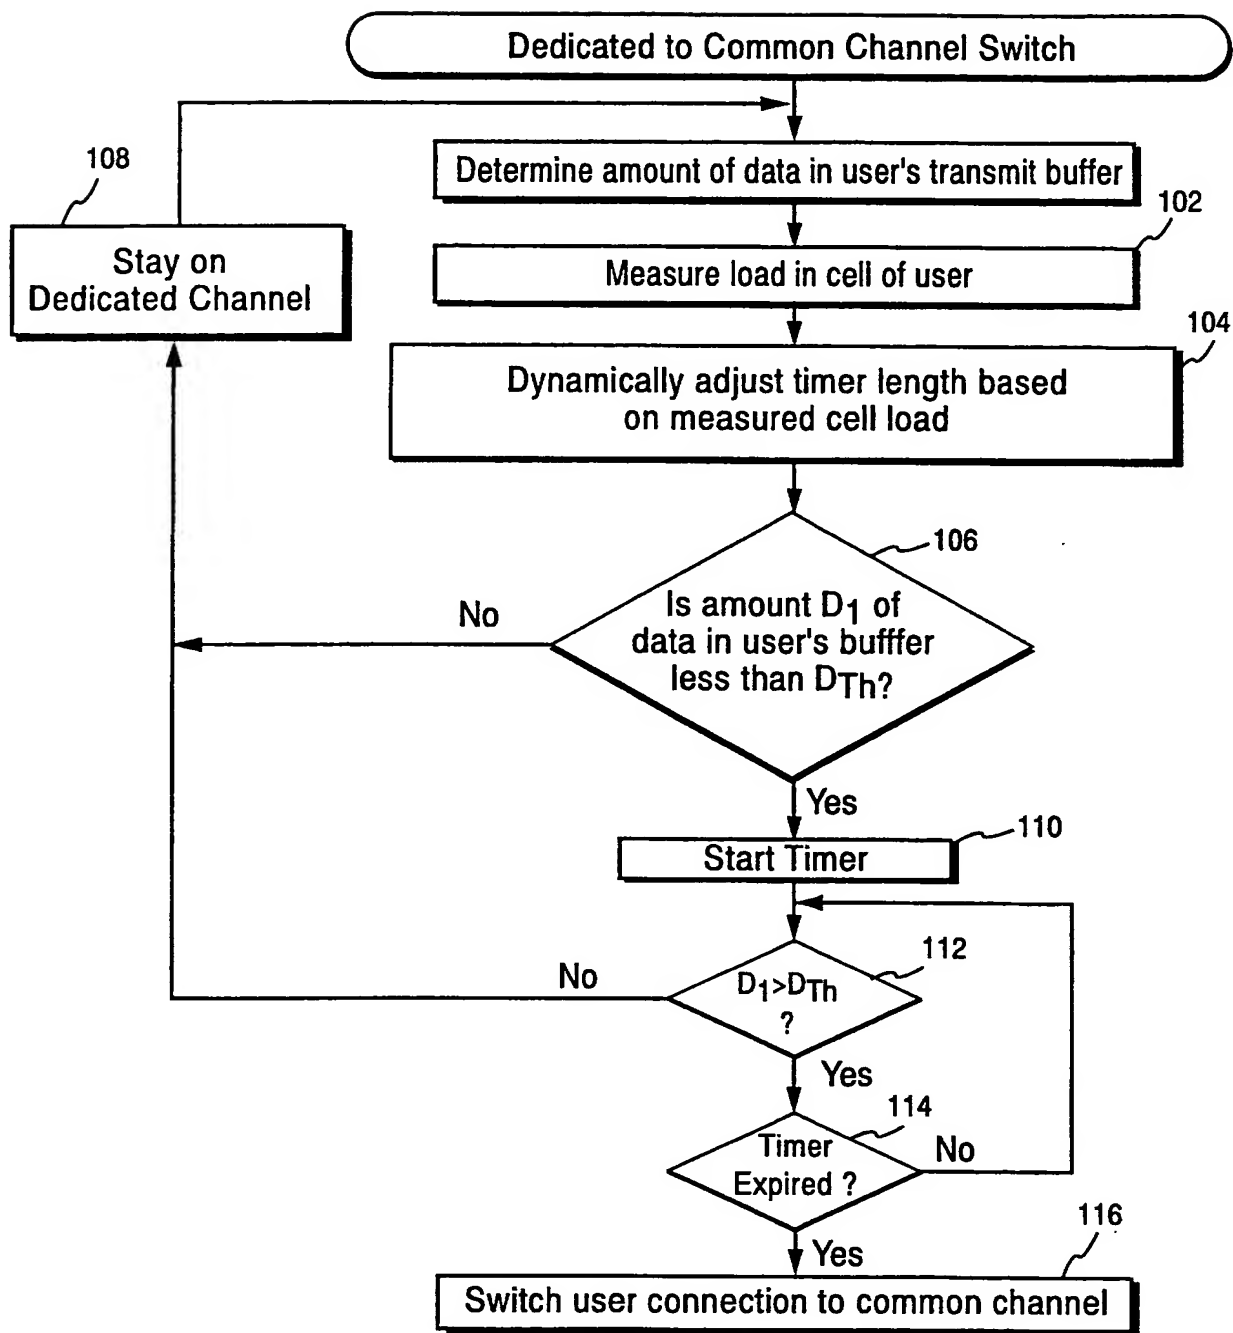 Dedicated to Common Channel Switch
Determine amount of data in user's transmit buffer
108
102
Stay on
Dedicated Channel
Measure load in cell of user
104
Dynamically adjust timer length based
on measured cell load
106
Is amount D1 of
data in user's bufffer
less than DTh?
No
Yes
110
Start Timer
112
D1>DTh
?
No
Yes
114
Timer
Expired ?
No
Yes
116
Switch user connection to common channel